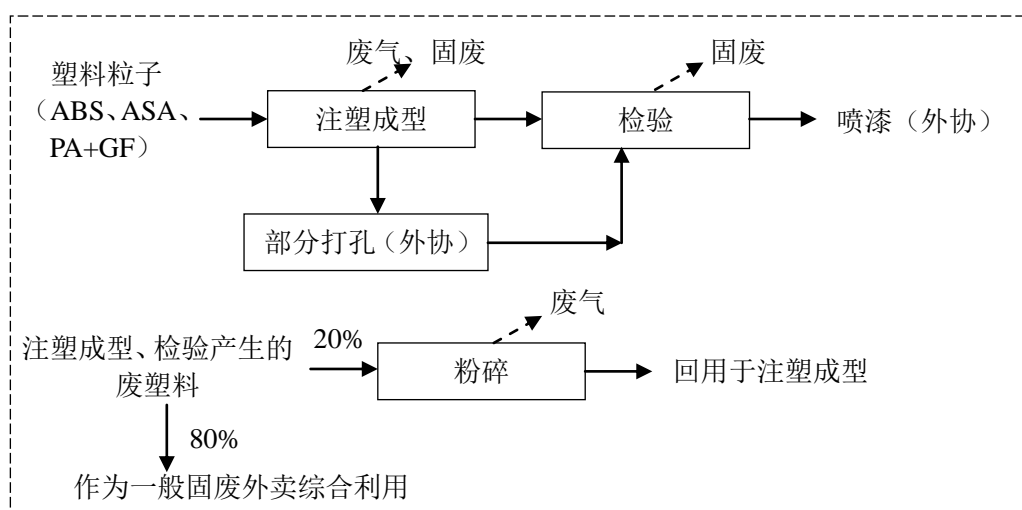 废气、固废
固废
塑料粒子
（ABS、ASA、
PA+GF）
注塑成型
检验
喷漆（外协）
部分打孔（外协）
废气
注塑成型、检验产生的
废塑料
20%
粉碎
回用于注塑成型
80%
作为一般固废外卖综合利用